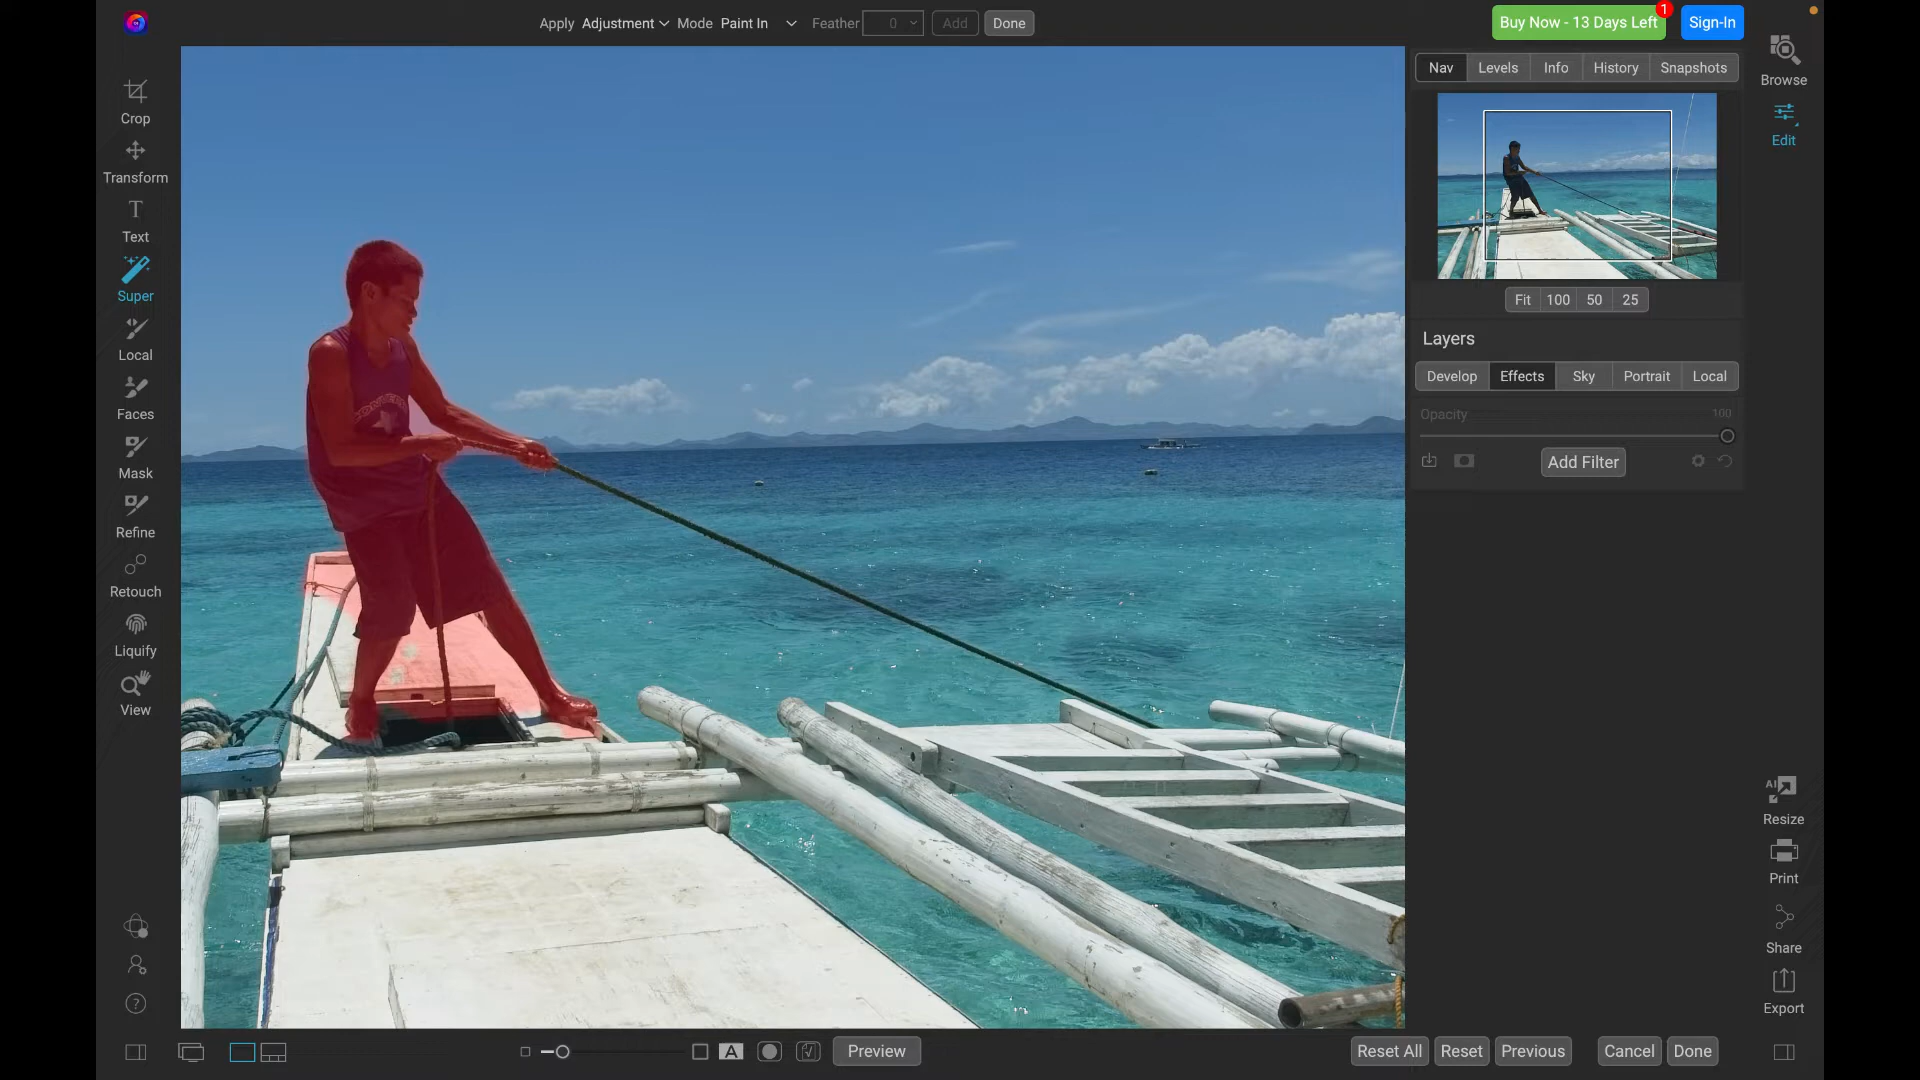 Apply Adjustment Mode Paint In Feather 0 Add Done
Buy Now - 13 Days Left 1 Sign-In
Crop
Transform
Text
Super
Local
Faces
Mask
Refine
Retouch
Liquify
View
Nav Levels Info History Snapshots
Fit 100 50 25
Layers
Develop Effects Sky Portrait Local
Opacity 100
Add Filter
Browse
Edit
AI
Resize
Print
Share
Export
A Preview
Reset All Reset Previous Cancel Done